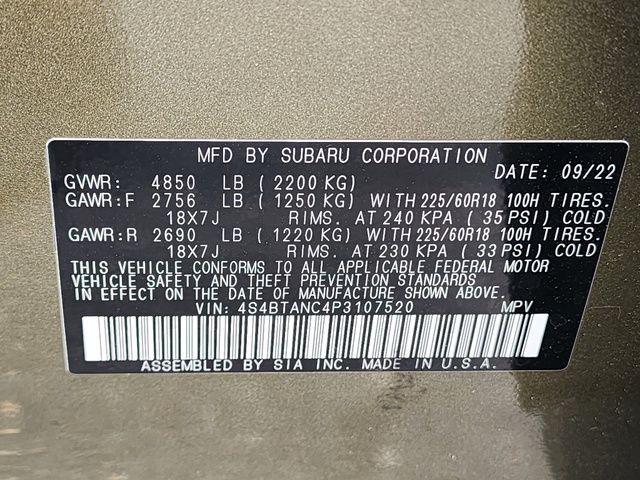 MFD BY SUBARU CORPORATION
DATE: 09/22
GVWR: 4850 LB ( 2200 KG)
GAWR:F 2756 LB ( 1250 KG) WITH 225/60R18 100H TIRES.
18X7J RIMS. AT 240 KPA ( 35 PSI) COLD
GAWR:R 2690 LB ( 1220 KG) WITH 225/60R18 100H TIRES.
18X7J RIMS. AT 230 KPA ( 33 PSI) COLD
THIS VEHICLE CONFORMS TO ALL APPLICABLE FEDERAL MOTOR
VEHICLE SAFETY AND THEFT PREVENTION STANDARDS
IN EFFECT ON THE DATE OF MANUFACTURE SHOWN ABOVE.
VIN: 4S4BTANC4P3107520 MPV
ASSEMBLED BY SIA INC. MADE IN U.S.A.